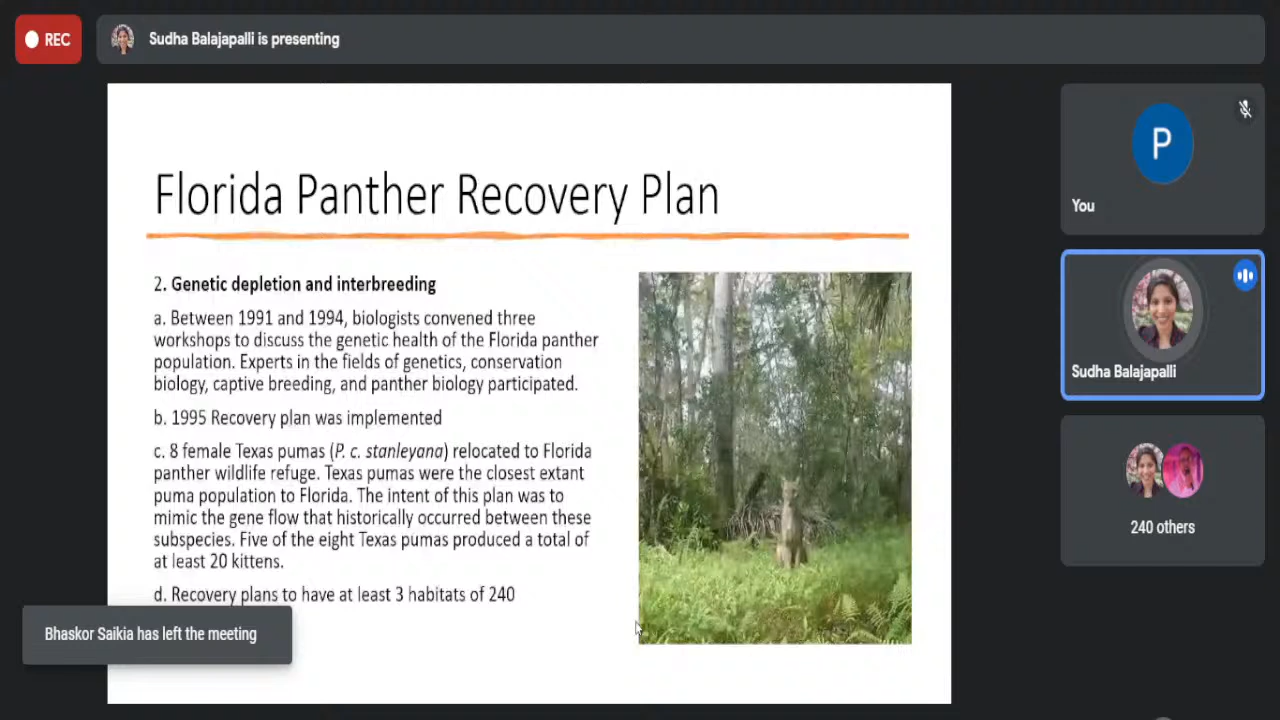 REC
Sudha Balajapalli is presenting
Florida Panther Recovery Plan
2. Genetic depletion and interbreeding
a. Between 1991 and 1994, biologists convened three
workshops to discuss the genetic health of the Florida panther
population. Experts in the fields of genetics, conservation
biology, captive breeding, and panther biology participated.
b. 1995 Recovery plan was implemented
c. 8 female Texas pumas (P. c. stanleyana) relocated to Florida
panther wildlife refuge. Texas pumas were the closest extant
puma population to Florida. The intent of this plan was to
mimic the gene flow that historically occurred between these
subspecies. Five of the eight Texas pumas produced a total of
at least 20 kittens.
d. Recovery plans to have at least 3 habitats of 240
Bhaskor Saikia has left the meeting
P
You
Sudha Balajapalli
240 others